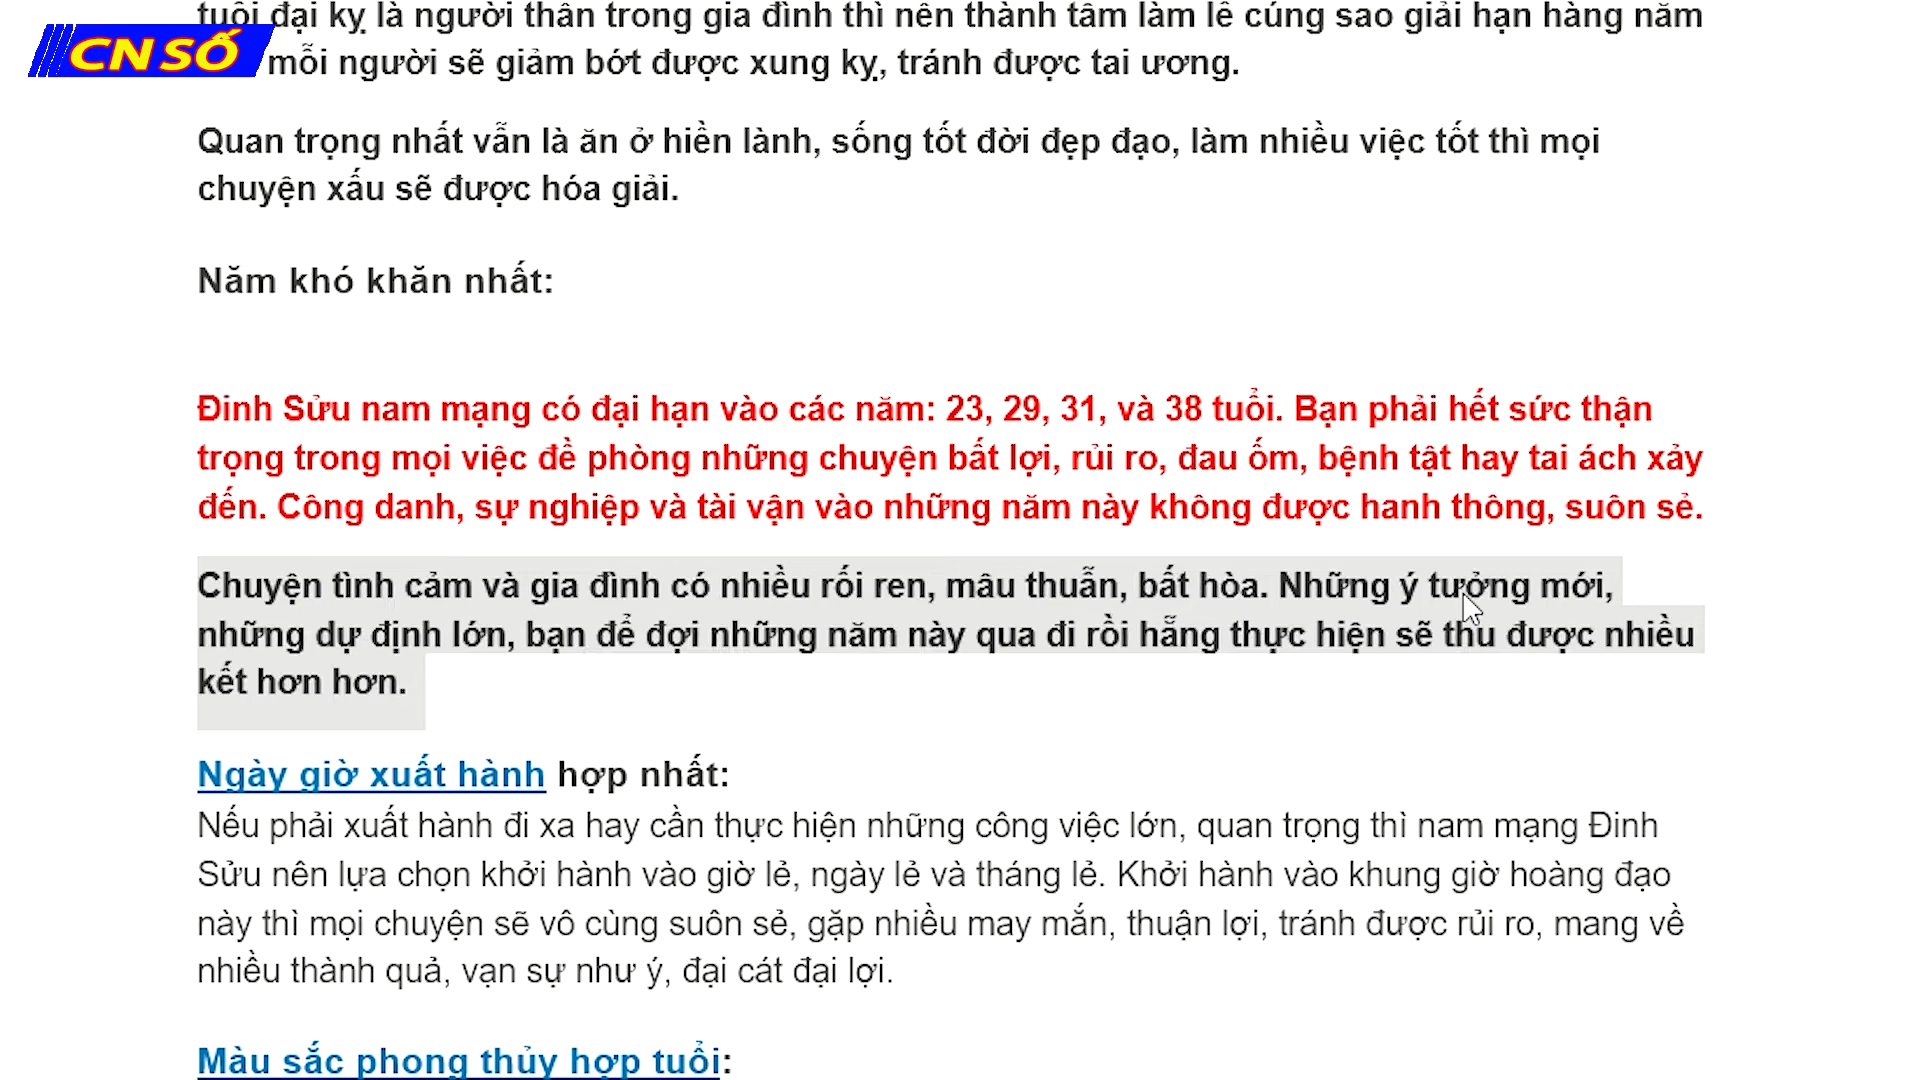 tuổi đại kỵ là người thân trong gia đình thì nên thành tâm làm lễ cúng sao giải hạn hàng năm
CN SỐ
mỗi người sẽ giảm bớt được xung kỵ, tránh được tai ương.
Quan trọng nhất vẫn là ăn ở hiền lành, sống tốt đời đẹp đạo, làm nhiều việc tốt thì mọi
chuyện xấu sẽ được hóa giải.
Năm khó khăn nhất:
Đinh Sửu nam mạng có đại hạn vào các năm: 23, 29, 31, và 38 tuổi. Bạn phải hết sức thận
trọng trong mọi việc đề phòng những chuyện bất lợi, rủi ro, đau ốm, bệnh tật hay tai ách xảy
đến. Công danh, sự nghiệp và tài vận vào những năm này không được hanh thông, suôn sẻ.
Chuyện tình cảm và gia đình có nhiều rối ren, mâu thuẫn, bất hòa. Những ý tưởng mới,
những dự định lớn, bạn để đợi những năm này qua đi rồi hẵng thực hiện sẽ thu được nhiều
kết hơn hơn.
Ngày giờ xuất hành hợp nhất:
Nếu phải xuất hành đi xa hay cần thực hiện những công việc lớn, quan trọng thì nam mạng Đinh
Sửu nên lựa chọn khởi hành vào giờ lẻ, ngày lẻ và tháng lẻ. Khởi hành vào khung giờ hoàng đạo
này thì mọi chuyện sẽ vô cùng suôn sẻ, gặp nhiều may mắn, thuận lợi, tránh được rủi ro, mang về
nhiều thành quả, vạn sự như ý, đại cát đại lợi.
Màu sắc phong thủy hợp tuổi: